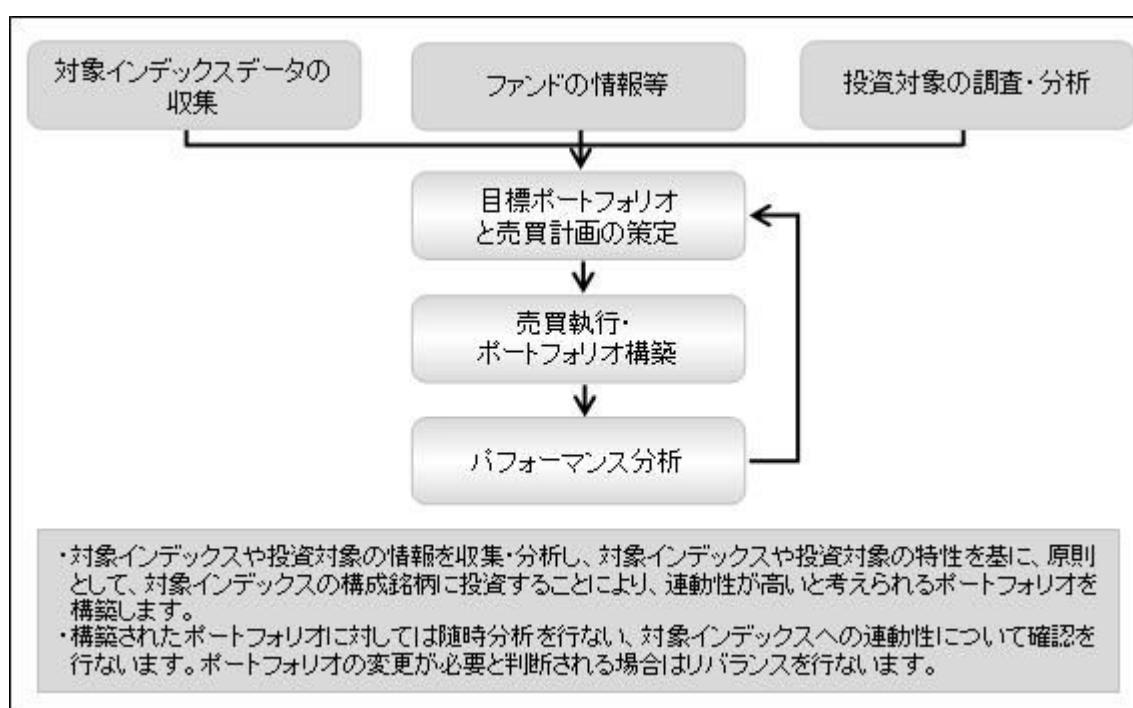 対象インデックスデータの
収集
ファンドの情報等
投資対象の調査・分析
目標ポートフォリオ
と売買計画の策定
売買執行・
ポートフォリオ構築
パフォーマンス分析
・対象インデックスや投資対象の情報を収集・分析し、対象インデックスや投資対象の特性を基に、原則
として、対象インデックスの構成銘柄に投資することにより、連動性が高いと考えられるポートフォリオを
構築します。
・構築されたポートフォリオに対しては随時分析を行ない、対象インデックスへの連動性について確認を
行ないます。ポートフォリオの変更が必要と判断される場合はリバランスを行ないます。